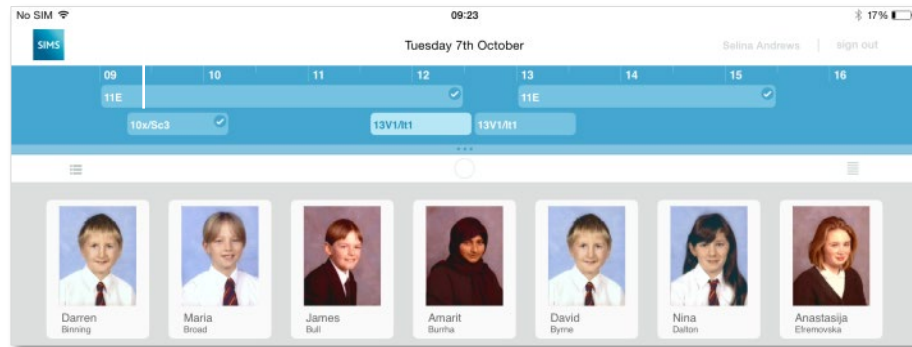 No SIM 09:23 17%
SIMS Tuesday 7th October Selina Andrews | sign out
09 10 11 12 13 14 15 16
11E 11E
10x/Sc3 13V1/It1 13V1/It1
Darren Maria James Amarit David Nina Anastasija
Binning Broad Bull Burrha Byrne Dalton Efremovska